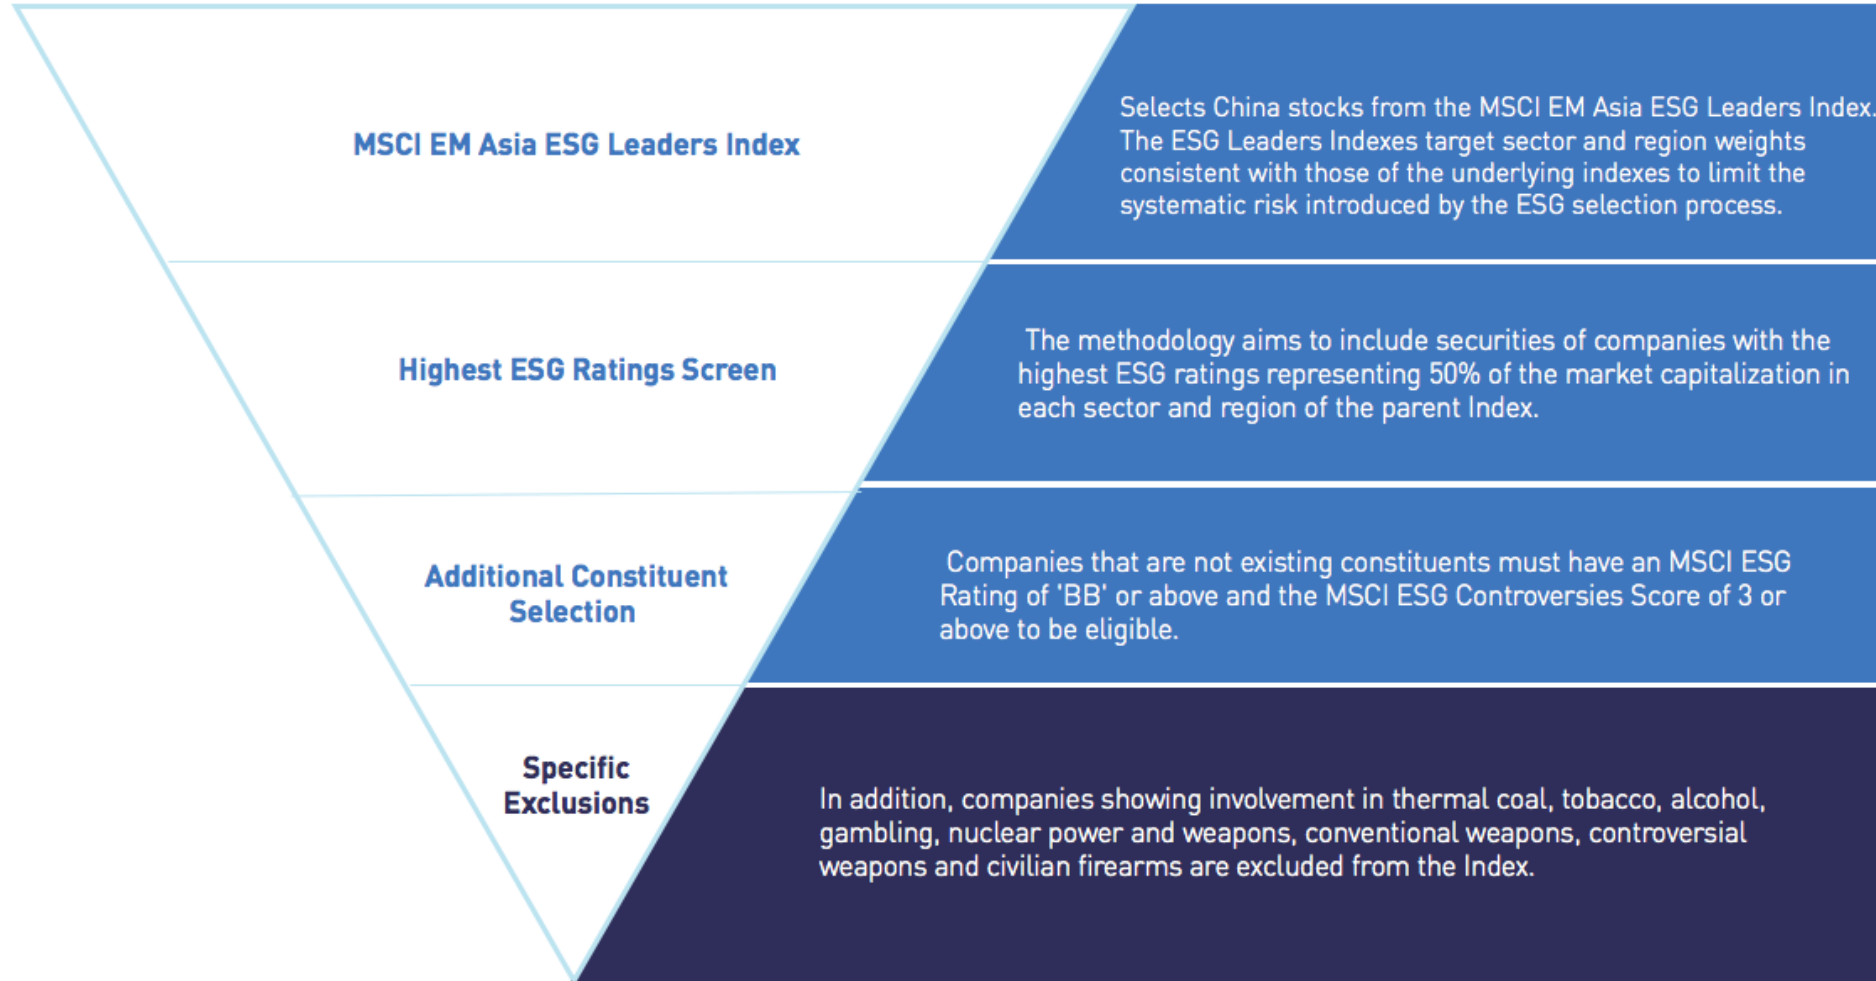 MSCI EM Asia ESG Leaders Index
Selects China stocks from the MSCI EM Asia ESG Leaders Index.
The ESG Leaders Indexes target sector and region weights
consistent with those of the underlying indexes to limit the
systematic risk introduced by the ESG selection process.
Highest ESG Ratings Screen
The methodology aims to include securities of companies with the
highest ESG ratings representing 50% of the market capitalization in
each sector and region of the parent Index.
Additional Constituent
Selection
Companies that are not existing constituents must have an MSCI ESG
Rating of 'BB' or above and the MSCI ESG Controversies Score of 3 or
above to be eligible.
Specific
Exclusions
In addition, companies showing involvement in thermal coal, tobacco, alcohol,
gambling, nuclear power and weapons, conventional weapons, controversial
weapons and civilian firearms are excluded from the Index.